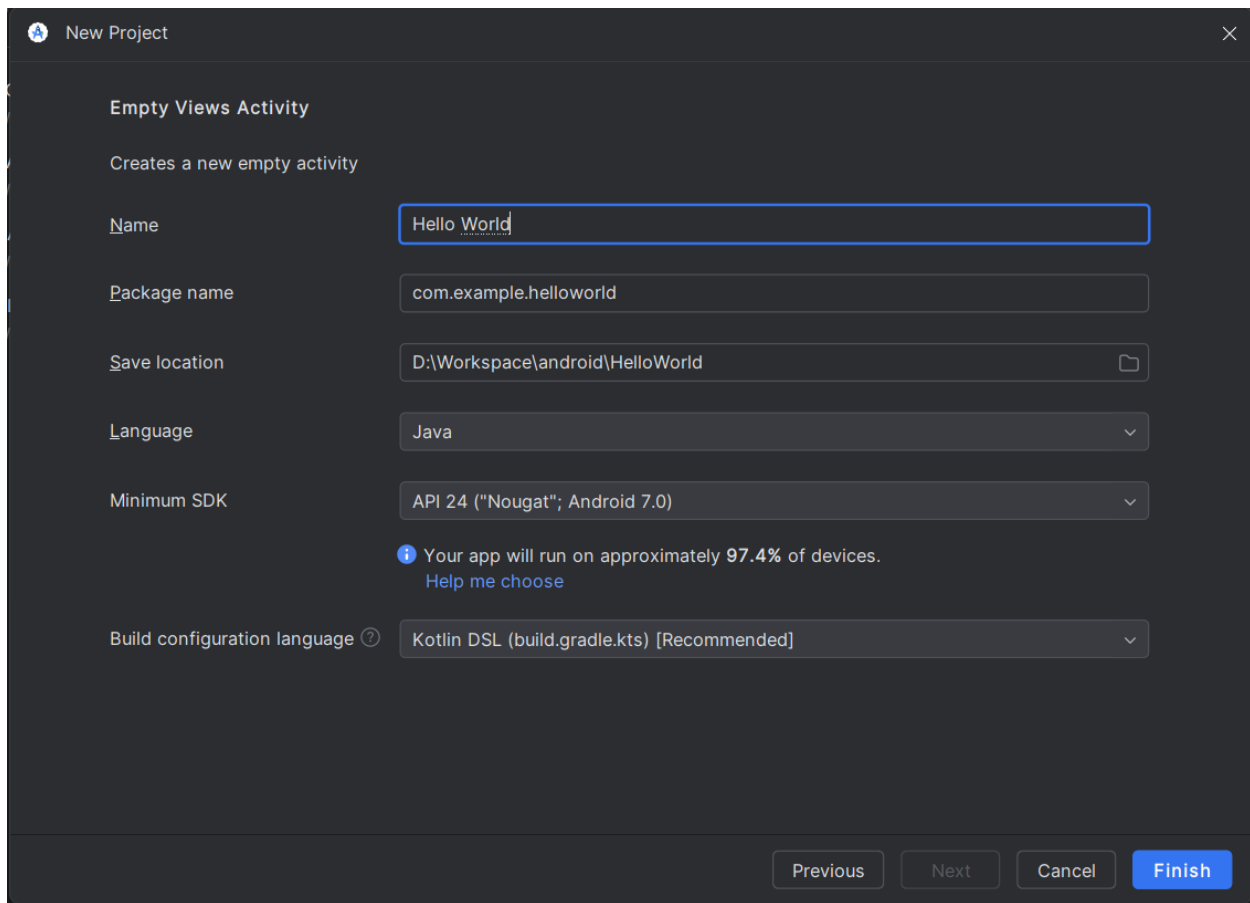 New Project
Empty Views Activity
Creates a new empty activity
Name
Hello World
Package name
com.example.helloworld
Save location
D:\Workspace\android\HelloWorld
Language
Java
Minimum SDK
API 24 ("Nougat"; Android 7.0)
Your app will run on approximately 97.4% of devices.
Help me choose
Build configuration language ?
Kotlin DSL (build.gradle.kts) [Recommended]
Previous
Next
Cancel
Finish